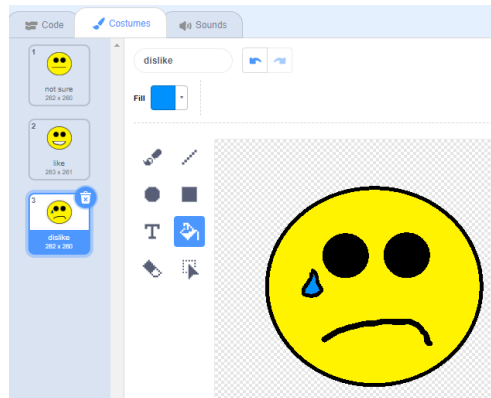 Code
Costumes
Sounds
1
not sure
262 x 260
2
like
263 x 261
3
dislike
262 x 260
dislike
Fill
T